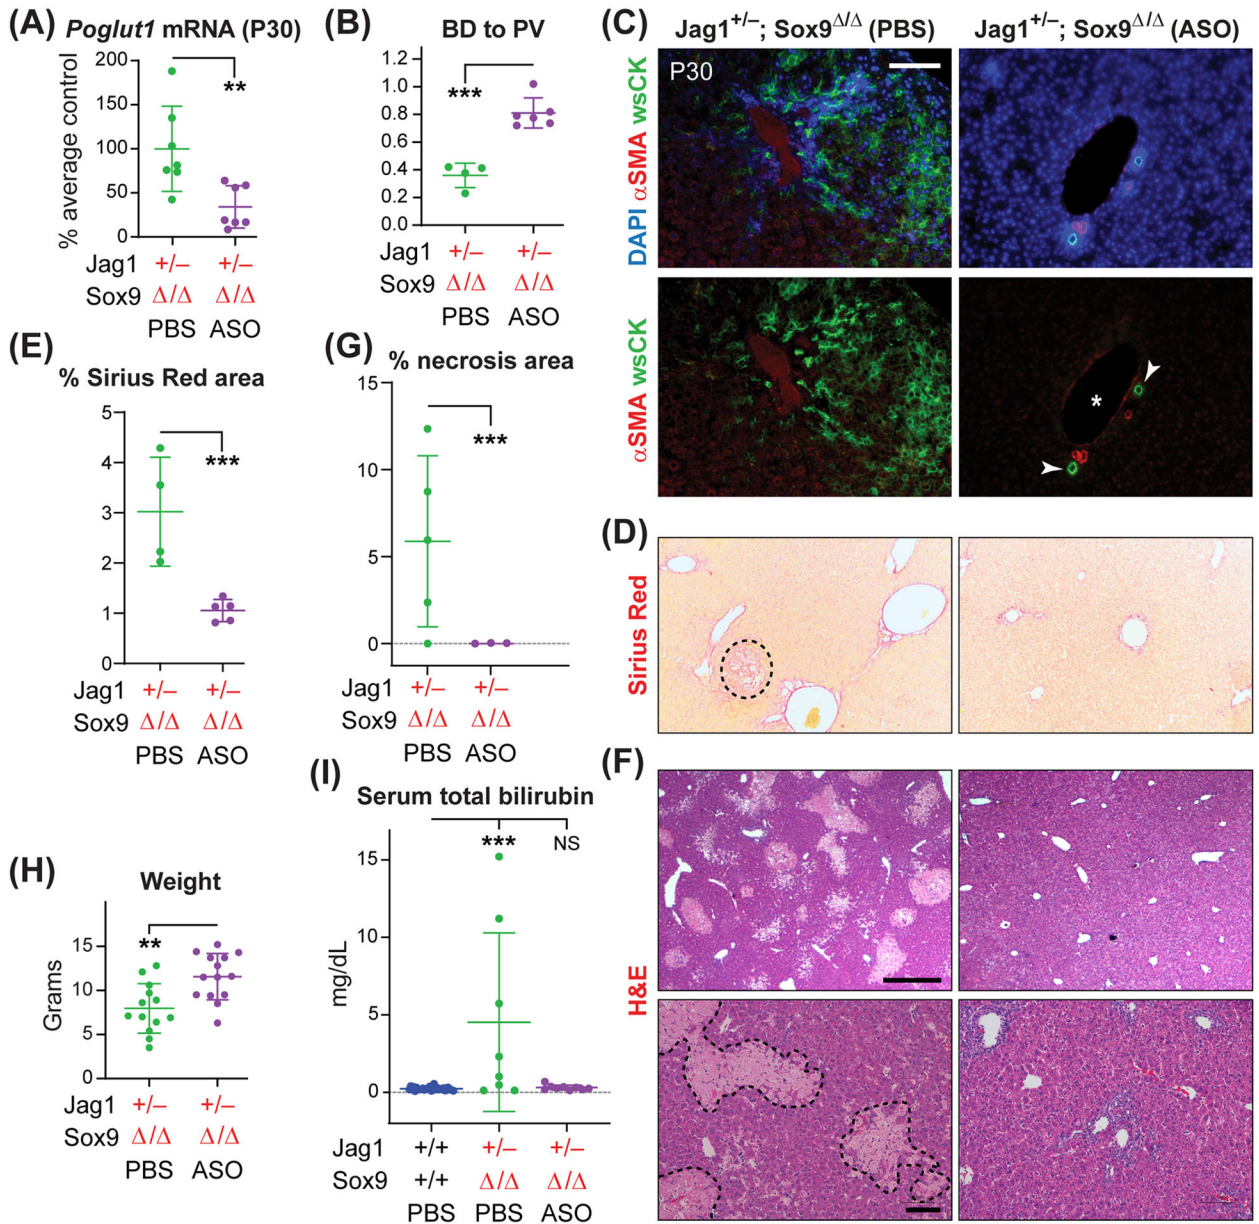 (A) Poglut1 mRNA (P30)
% average control
200
150
100
50
0
**
Jag1 +/– +/–
Sox9 Δ/Δ Δ/Δ
PBS ASO
(B) BD to PV
1.2
1.0
0.8
0.6
0.4
0.2
0.0
***
Jag1 +/– +/–
Sox9 Δ/Δ Δ/Δ
PBS ASO
(C) Jag1+/–; Sox9Δ/Δ (PBS) Jag1+/–; Sox9Δ/Δ (ASO)
DAPI αSMA wsCK
P30
αSMA wsCK
*
(D)
Sirius Red
(E) % Sirius Red area
5
4
3
2
1
0
***
Jag1 +/– +/–
Sox9 Δ/Δ Δ/Δ
PBS ASO
(G) % necrosis area
15
10
5
0
***
Jag1 +/– +/–
Sox9 Δ/Δ Δ/Δ
PBS ASO
(F)
H&E
(H) Weight
Grams
15
10
5
0
**
Jag1 +/– +/–
Sox9 Δ/Δ Δ/Δ
PBS ASO
(I) Serum total bilirubin
mg/dL
15
10
5
0
*** NS
Jag1 +/+ +/– +/–
Sox9 +/+ Δ/Δ Δ/Δ
PBS PBS ASO